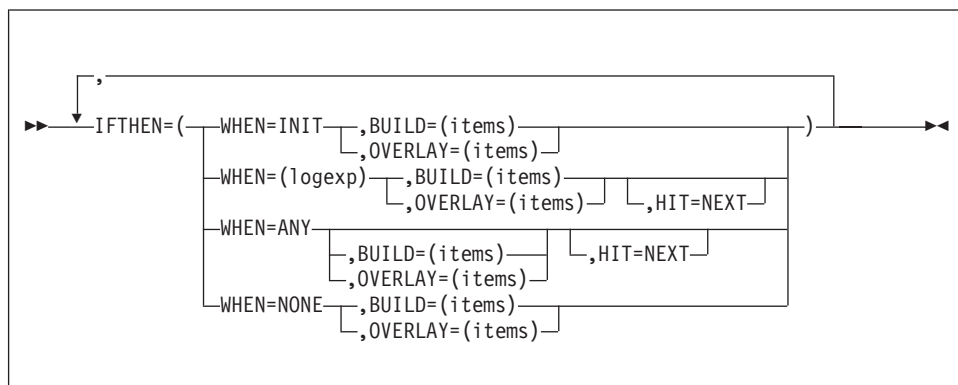 ,
IFTHEN=( WHEN=INIT ,BUILD=(items) )
,OVERLAY=(items)
WHEN=(logexp) ,BUILD=(items)
,OVERLAY=(items) ,HIT=NEXT
WHEN=ANY
,BUILD=(items) ,HIT=NEXT
,OVERLAY=(items)
WHEN=NONE ,BUILD=(items)
,OVERLAY=(items)